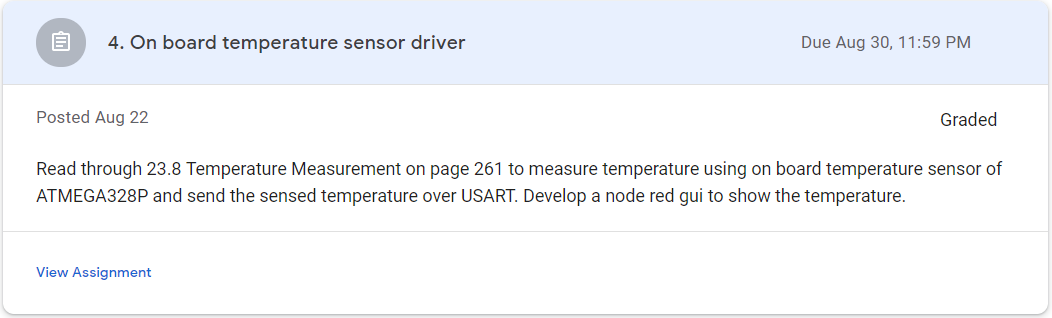 4. On board temperature sensor driver
Due Aug 30, 11:59 PM
Posted Aug 22
Graded
Read through 23.8 Temperature Measurement on page 261 to measure temperature using on board temperature sensor of
ATMEGA328P and send the sensed temperature over USART. Develop a node red gui to show the temperature.
View Assignment